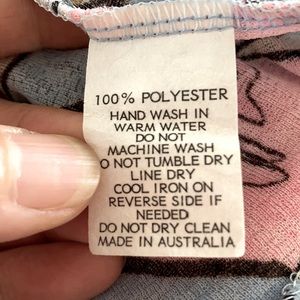 100% POLYESTER
HAND WASH IN
WARM WATER
DO NOT
MACHINE WASH
DO NOT TUMBLE DRY
LINE DRY
COOL IRON ON
REVERSE SIDE IF
NEEDED
DO NOT DRY CLEAN
MADE IN AUSTRALIA